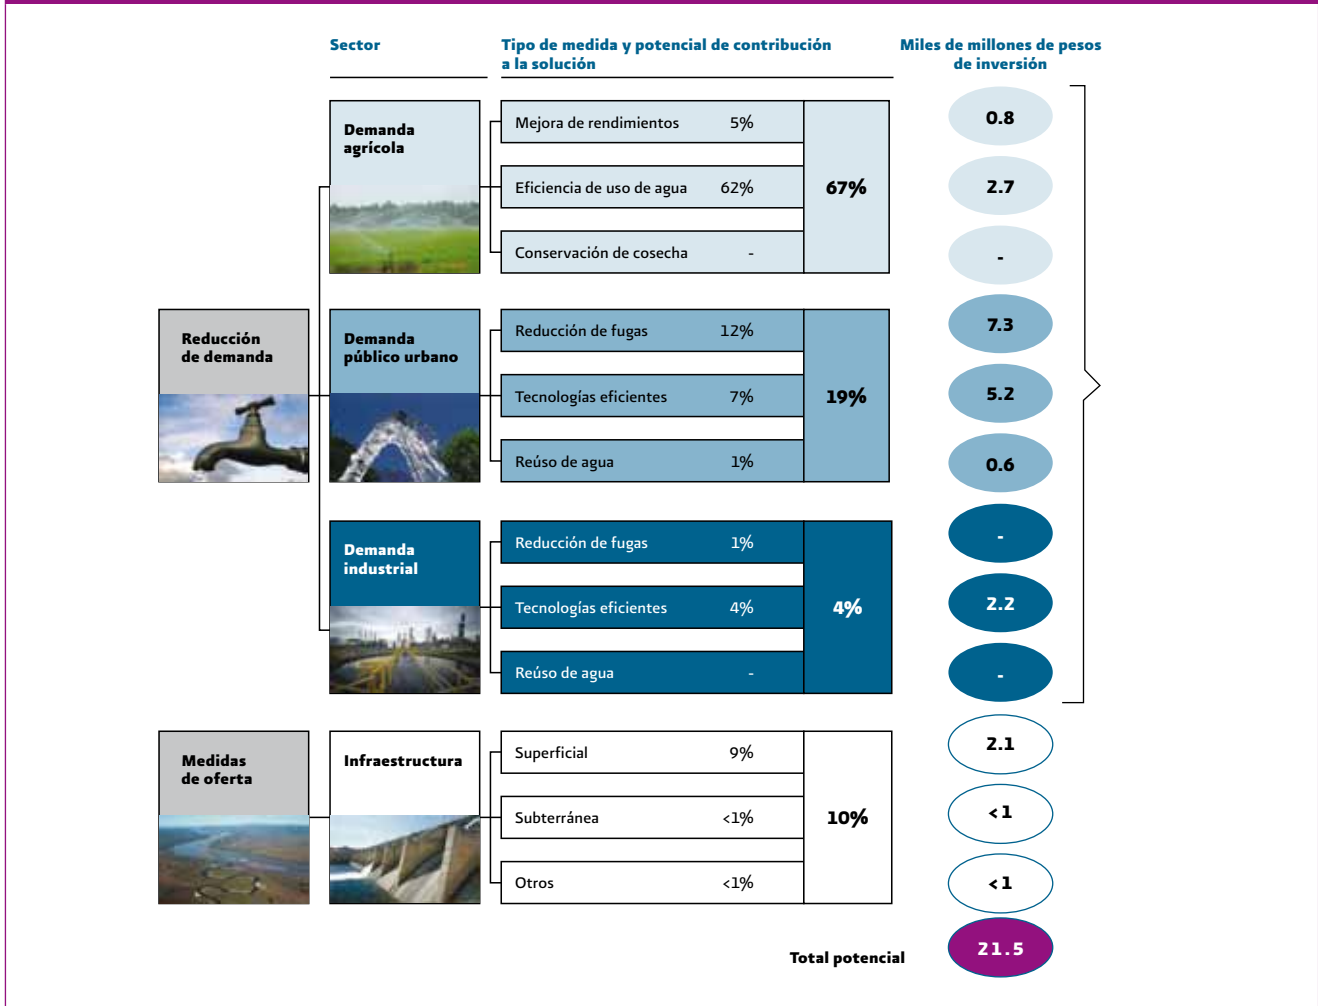 Sector
Tipo de medida y potencial de contribución
a la solución
Miles de millones de pesos
de inversión
Demanda
agrícola
Mejora de rendimientos 5%
Eficiencia de uso de agua 62%
Conservación de cosecha -
67%
0.8
2.7
-
Reducción
de demanda
Demanda
público urbano
Reducción de fugas 12%
Tecnologías eficientes 7%
Reúso de agua 1%
19%
7.3
5.2
0.6
Demanda
industrial
Reducción de fugas 1%
Tecnologías eficientes 4%
Reúso de agua -
4%
-
2.2
-
Medidas
de oferta
Infraestructura
Superficial 9%
Subterránea <1%
Otros <1%
10%
2.1
<1
<1
Total potencial 21.5